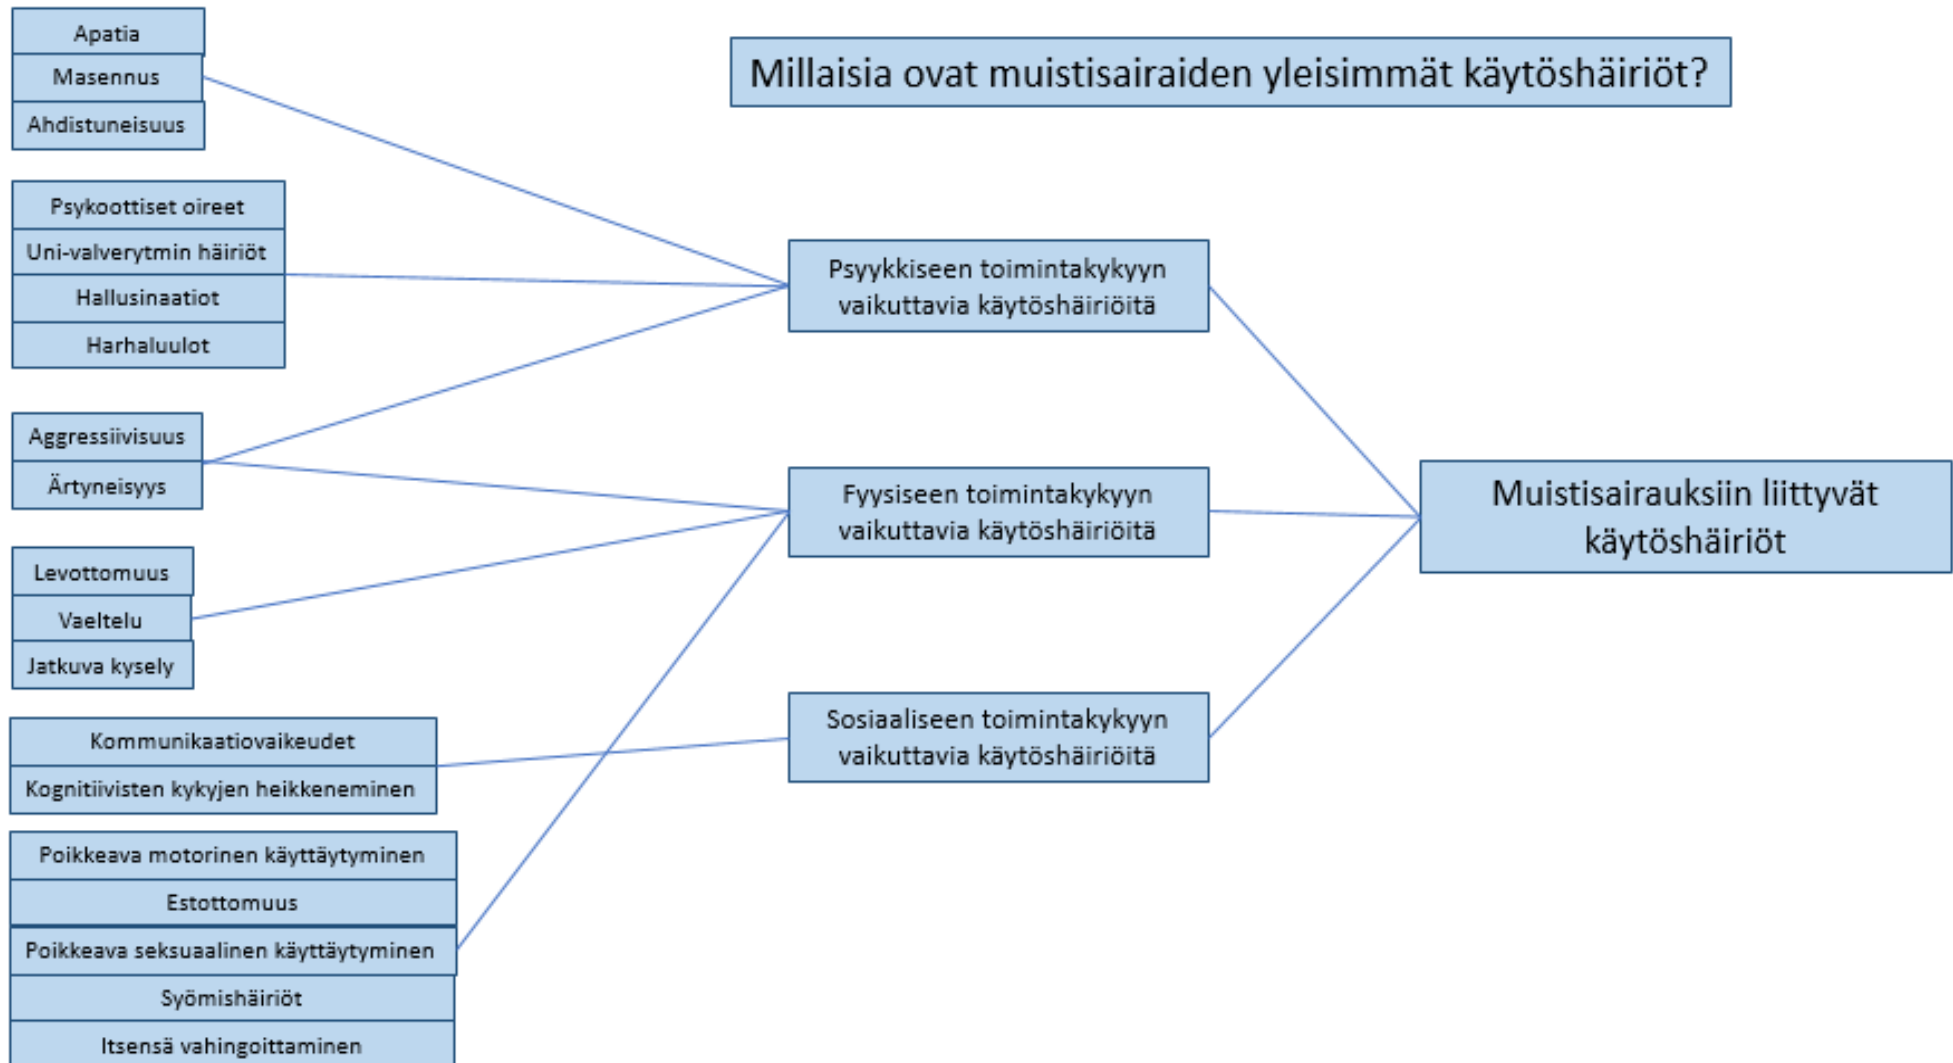 Millaisia ovat muistisairaiden yleisimmät käytöshäiriöt?
Apatia
Masennus
Ahdistuneisuus
Psykoottiset oireet
Uni-valverytmin häiriöt
Hallusinaatiot
Harhaluulot
Aggressiivisuus
Ärtyneisyys
Levottomuus
Vaeltelu
Jatkuva kysely
Kommunikaatiovaikeudet
Kognitiivisten kykyjen heikkeneminen
Poikkeava motorinen käyttäytyminen
Estottomuus
Poikkeava seksuaalinen käyttäytyminen
Syömishäiriöt
Itsensä vahingoittaminen
Psyykkiseen toimintakykyyn
vaikuttavia käytöshäiriöitä
Fyysiseen toimintakykyyn
vaikuttavia käytöshäiriöitä
Sosiaaliseen toimintakykyyn
vaikuttavia käytöshäiriöitä
Muistisairauksiin liittyvät
käytöshäiriöt